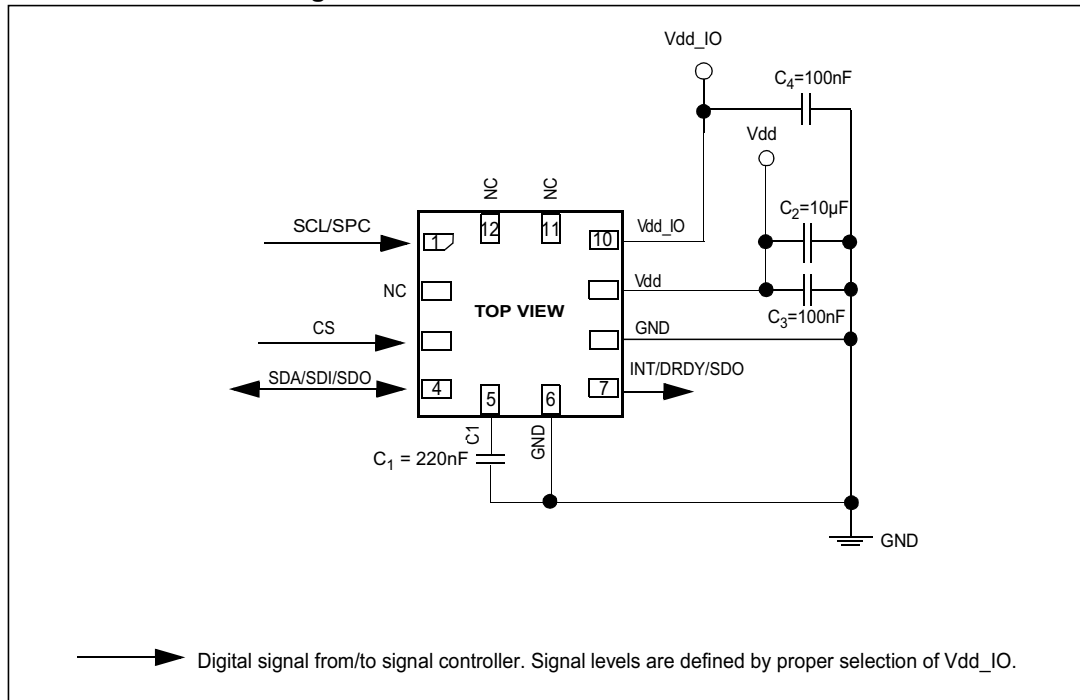 Vdd_IO
C4=100nF
Vdd
NC NC
C2=10µF
SCL/SPC
1 12 11 10
Vdd_IO
NC
Vdd
TOP VIEW
C3=100nF
CS
GND
SDA/SDI/SDO
INT/DRDY/SDO
4 5 6 7
C1
GND
C1 = 220nF
GND
Digital signal from/to signal controller. Signal levels are defined by proper selection of Vdd_IO.